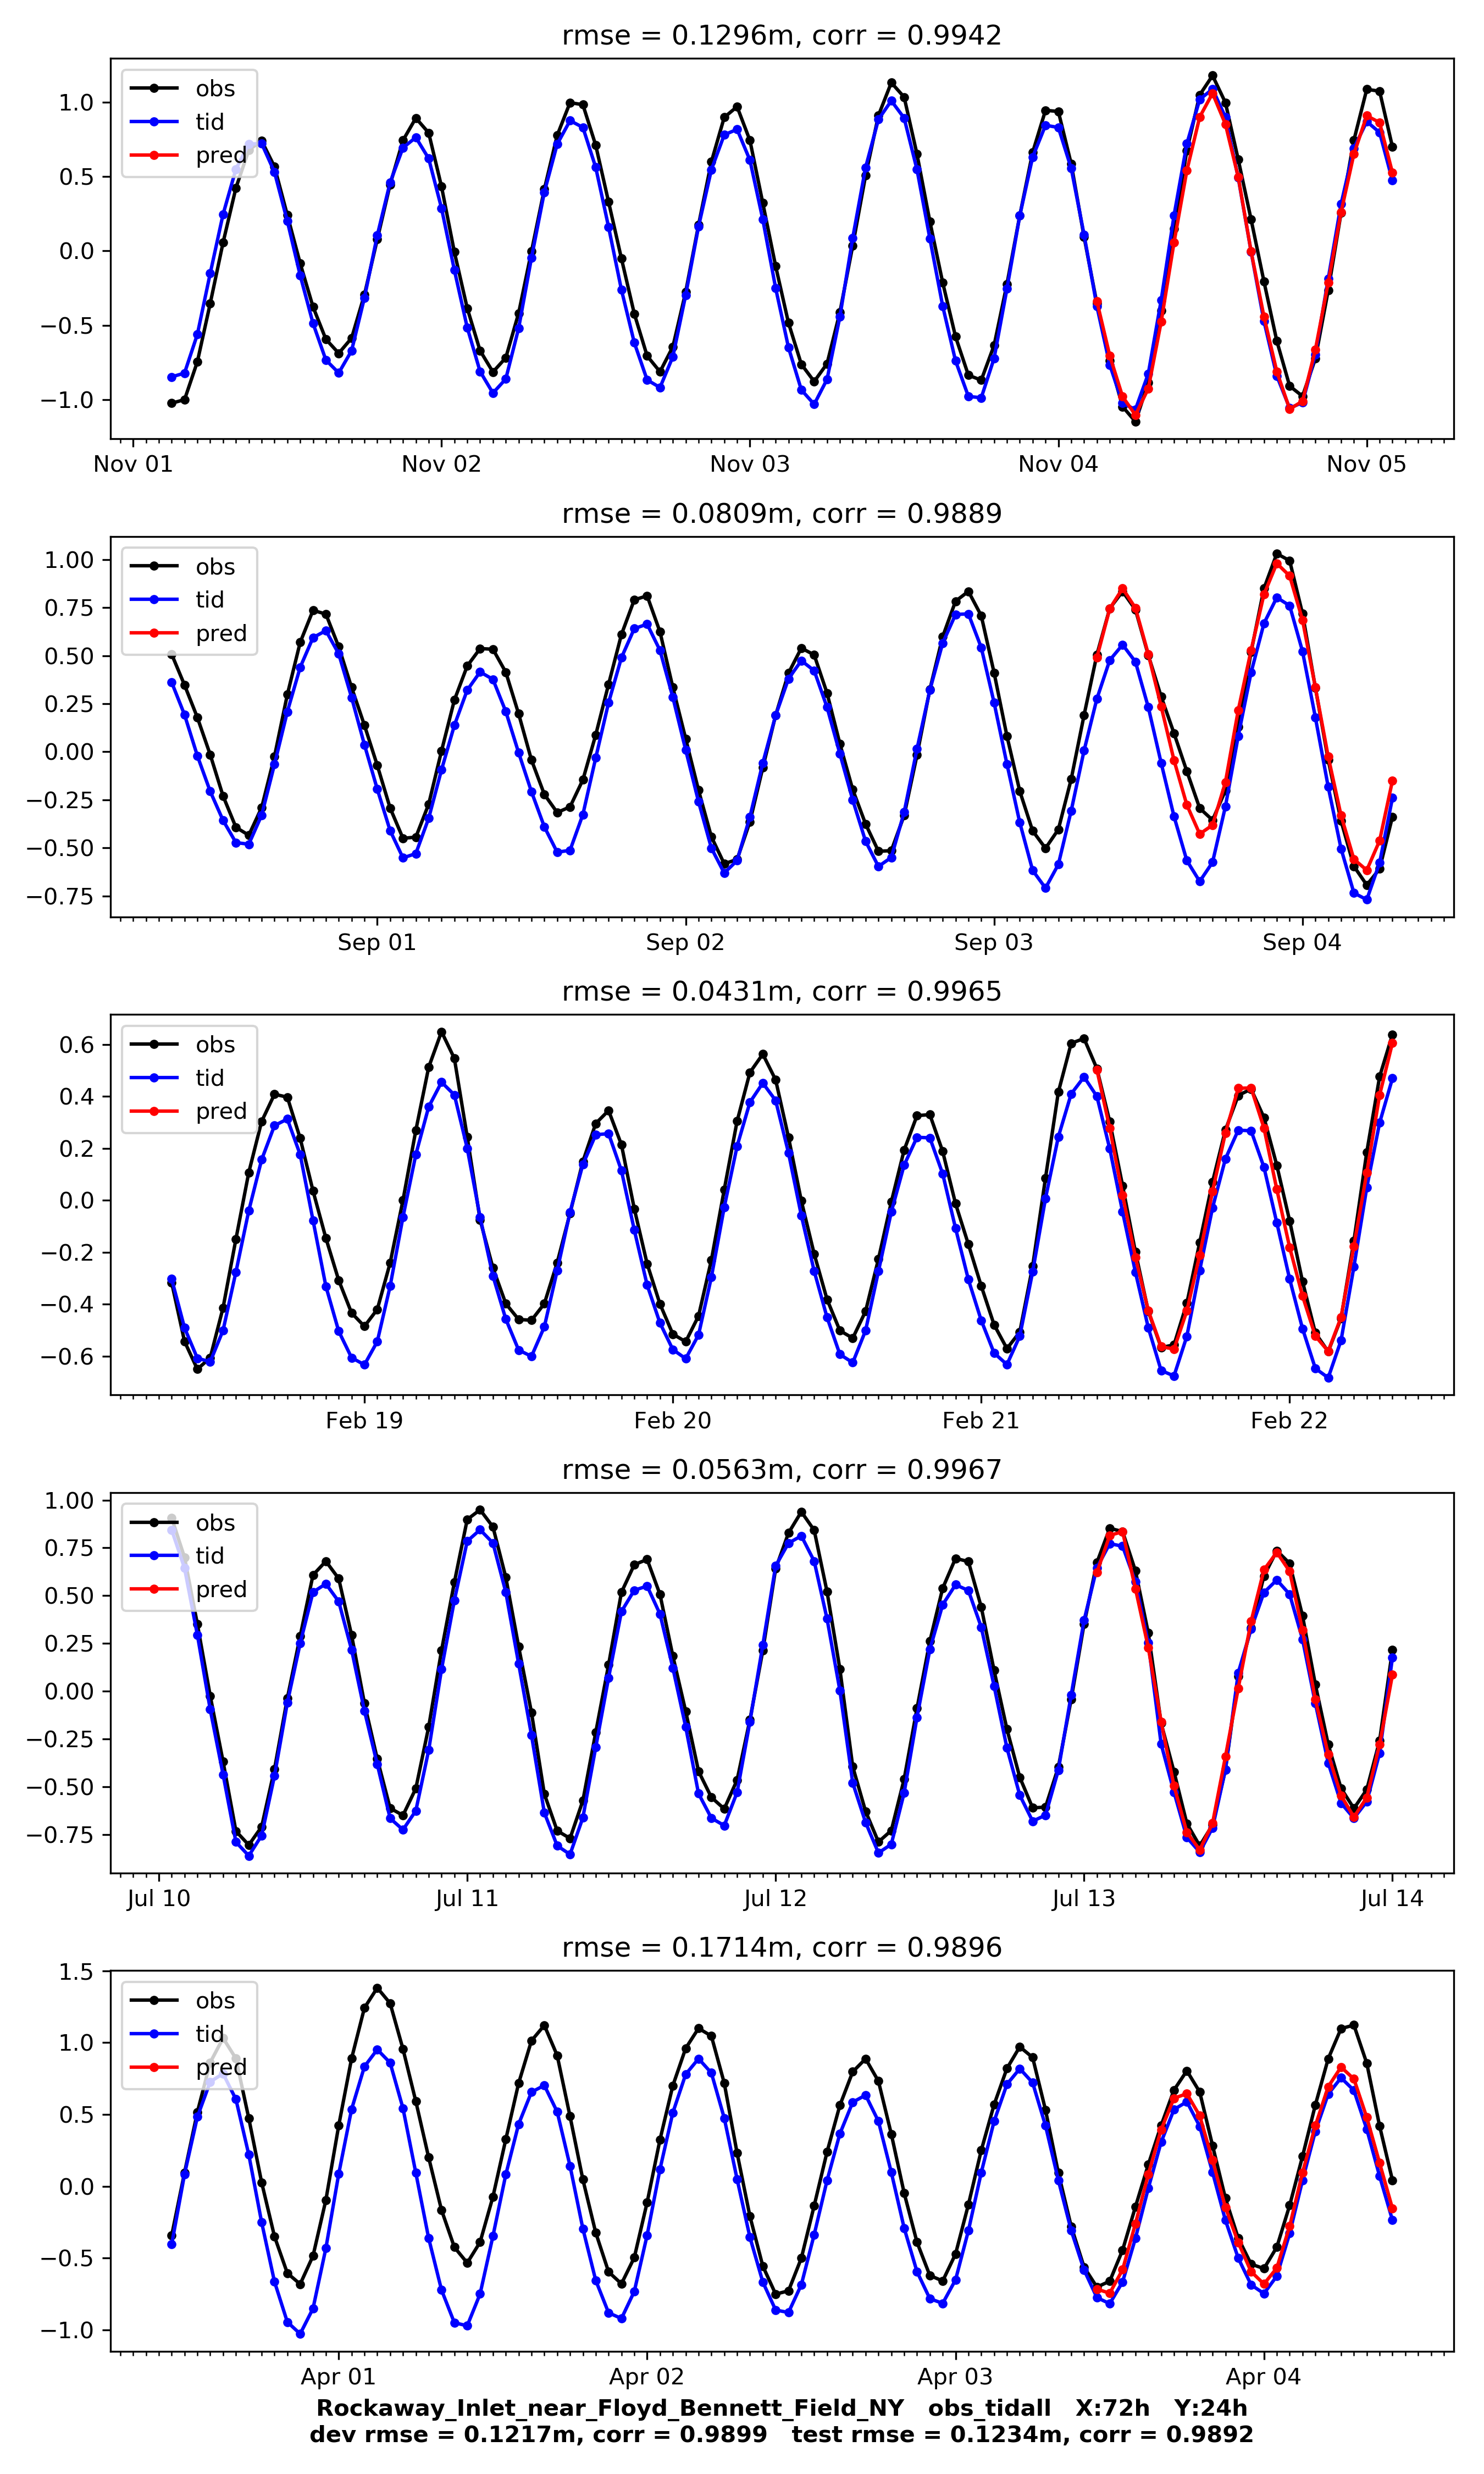 rmse = 0.1296m, corr = 0.9942
obs
tid
pred
1.0
0.5
0.0
−0.5
−1.0
Nov 01 Nov 02 Nov 03 Nov 04 Nov 05
rmse = 0.0809m, corr = 0.9889
obs
tid
pred
1.00
0.75
0.50
0.25
0.00
−0.25
−0.50
−0.75
Sep 01 Sep 02 Sep 03 Sep 04
rmse = 0.0431m, corr = 0.9965
obs
tid
pred
0.6
0.4
0.2
0.0
−0.2
−0.4
−0.6
Feb 19 Feb 20 Feb 21 Feb 22
rmse = 0.0563m, corr = 0.9967
obs
tid
pred
1.00
0.75
0.50
0.25
0.00
−0.25
−0.50
−0.75
Jul 10 Jul 11 Jul 12 Jul 13 Jul 14
rmse = 0.1714m, corr = 0.9896
obs
tid
pred
1.5
1.0
0.5
0.0
−0.5
−1.0
Apr 01 Apr 02 Apr 03 Apr 04
Rockaway_Inlet_near_Floyd_Bennett_Field_NY obs_tidall X:72h Y:24h
dev rmse = 0.1217m, corr = 0.9899 test rmse = 0.1234m, corr = 0.9892